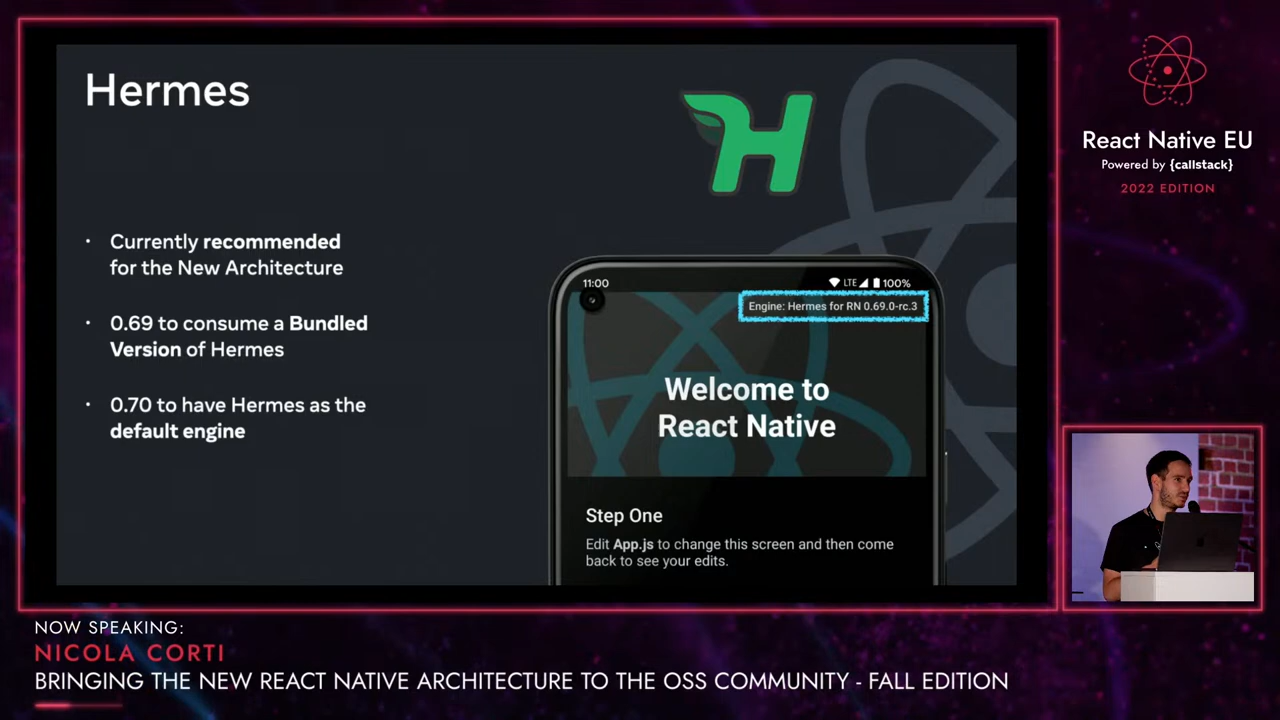 Hermes
• Currently recommended
for the New Architecture
• 0.69 to consume a Bundled
Version of Hermes
• 0.70 to have Hermes as the
default engine
H
11:00 LTE 100%
Engine: Hermes for RN 0.69.0-rc.3
Welcome to
React Native
Step One
Edit App.js to change this screen and then come
back to see your edits.
React Native EU
Powered by {callstack}
2022 EDITION
NOW SPEAKING:
NICOLA CORTI
BRINGING THE NEW REACT NATIVE ARCHITECTURE TO THE OSS COMMUNITY - FALL EDITION